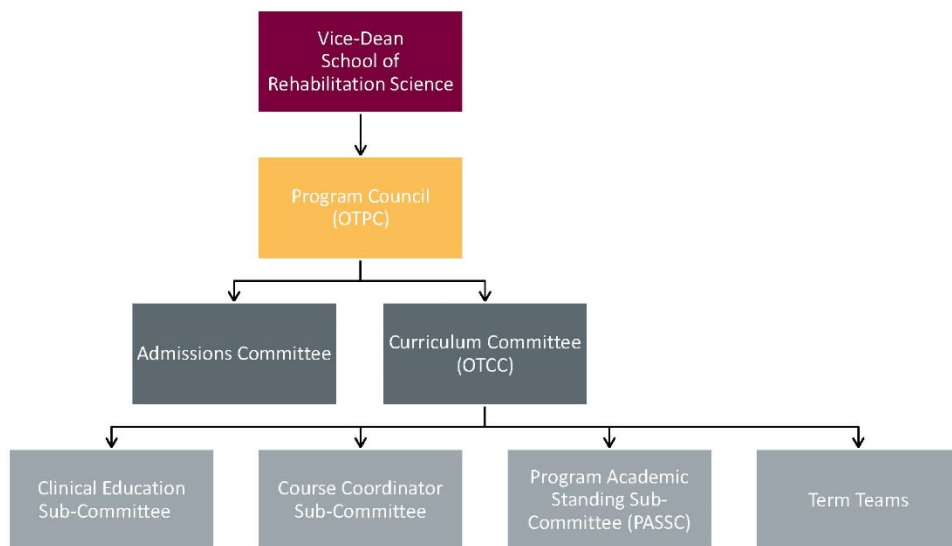 Vice-Dean
School of
Rehabilitation Science
Program Council
(OTPC)
Admissions Committee
Curriculum Committee
(OTCC)
Clinical Education
Sub-Committee
Course Coordinator
Sub-Committee
Program Academic
Standing Sub-
Committee (PASSC)
Term Teams